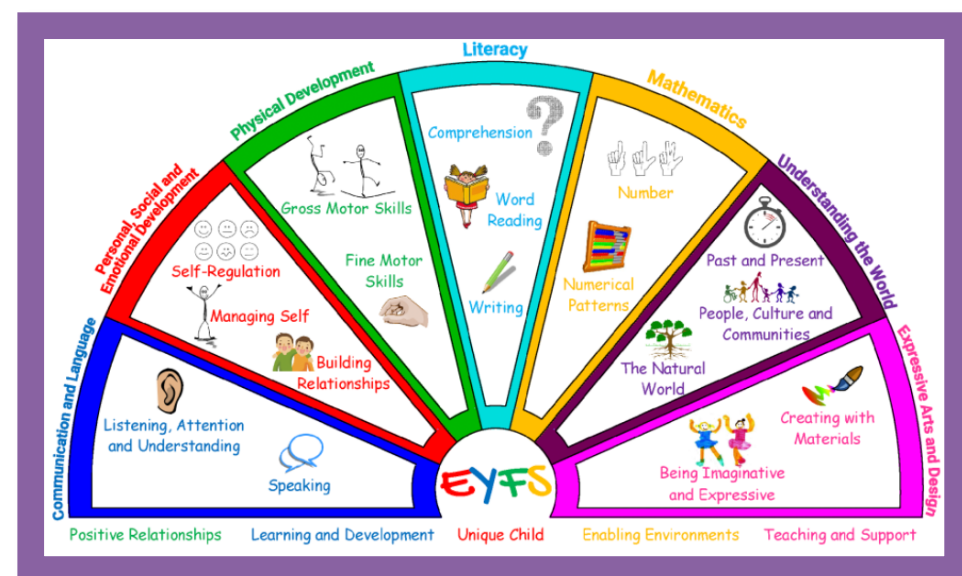 Communication and Language
Listening, Attention
and Understanding
Speaking
Personal, Social and
Emotional Development
Self-Regulation
Managing Self
Building
Relationships
Physical Development
Gross Motor Skills
Fine Motor
Skills
Literacy
Comprehension
?
Word
Reading
Writing
Mathematics
Number
Numerical
Patterns
Understanding the World
Past and Present
People, Culture and
Communities
The Natural
World
Expressive Arts and Design
Creating with
Materials
Being Imaginative
and Expressive
EYFS
Positive Relationships
Learning and Development
Unique Child
Enabling Environments
Teaching and Support